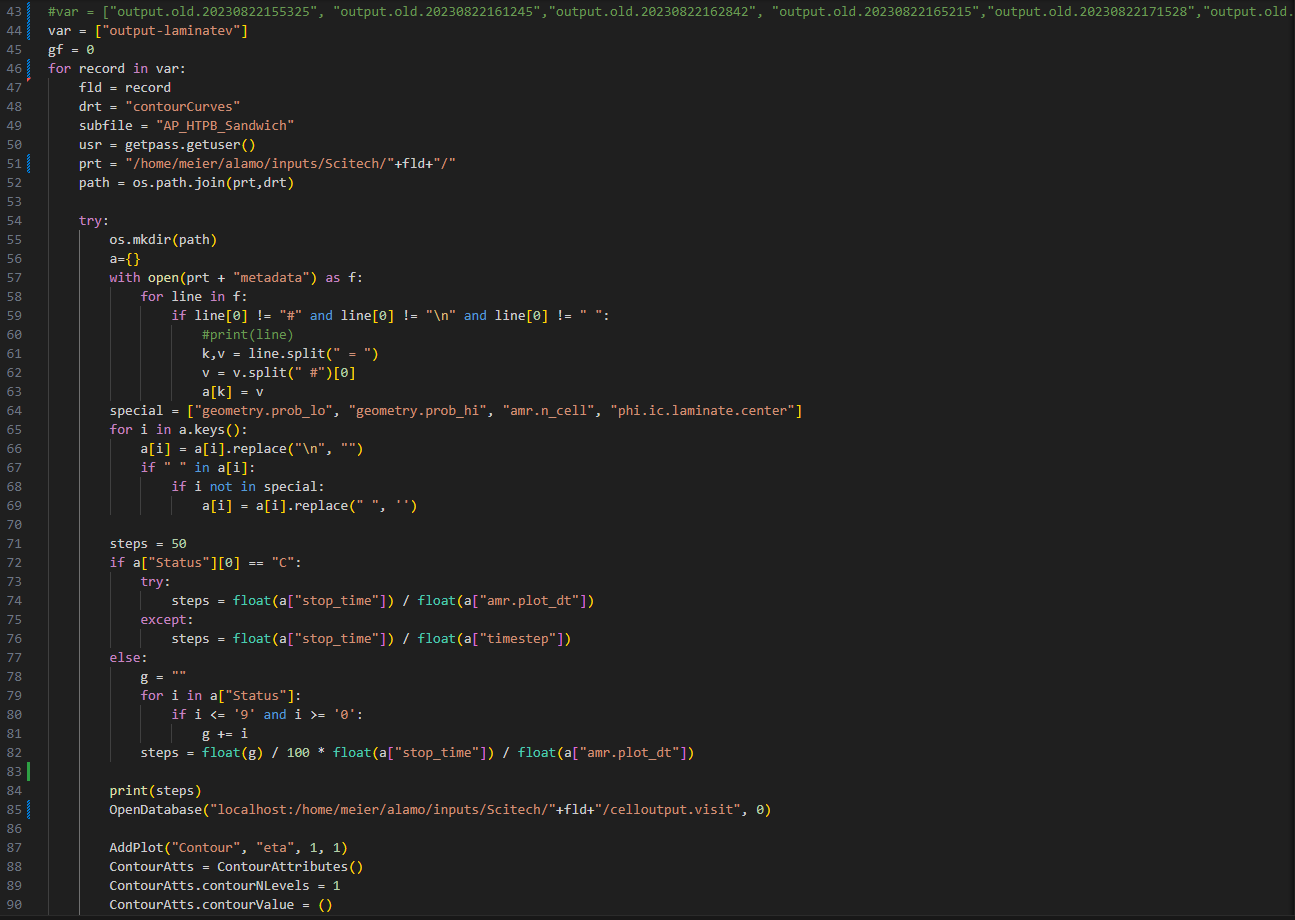 43 #var = ["output.old.20230822155325", "output.old.20230822161245","output.old.20230822162842", "output.old.20230822165215","output.old.20230822171528","output.old.
44 var = ["output-laminatev"]
45 gf = 0
46 for record in var:
47     fld = record
48     drt = "contourCurves"
49     subfile = "AP_HTPB_Sandwich"
50     usr = getpass.getuser()
51     prt = "/home/meier/alamo/inputs/Scitech/"+fld+"/"
52     path = os.path.join(prt,drt)
53
54     try:
55         os.mkdir(path)
56         a={}
57         with open(prt + "metadata") as f:
58             for line in f:
59                 if line[0] != "#" and line[0] != "\n" and line[0] != " ":
60                     #print(line)
61                     k,v = line.split(" = ")
62                     v = v.split(" #")[0]
63                     a[k] = v
64         special = ["geometry.prob_lo", "geometry.prob_hi", "amr.n_cell", "phi.ic.laminate.center"]
65         for i in a.keys():
66             a[i] = a[i].replace("\n", "")
67             if " " in a[i]:
68                 if i not in special:
69                     a[i] = a[i].replace(" ", '')
70
71         steps = 50
72         if a["Status"][0] == "C":
73             try:
74                 steps = float(a["stop_time"]) / float(a["amr.plot_dt"])
75             except:
76                 steps = float(a["stop_time"]) / float(a["timestep"])
77         else:
78             g = ""
79             for i in a["Status"]:
80                 if i <= '9' and i >= '0':
81                     g += i
82             steps = float(g) / 100 * float(a["stop_time"]) / float(a["amr.plot_dt"])
83
84         print(steps)
85         OpenDatabase("localhost:/home/meier/alamo/inputs/Scitech/"+fld+"/celloutput.visit", 0)
86
87         AddPlot("Contour", "eta", 1, 1)
88         ContourAtts = ContourAttributes()
89         ContourAtts.contourNLevels = 1
90         ContourAtts.contourValue = ()